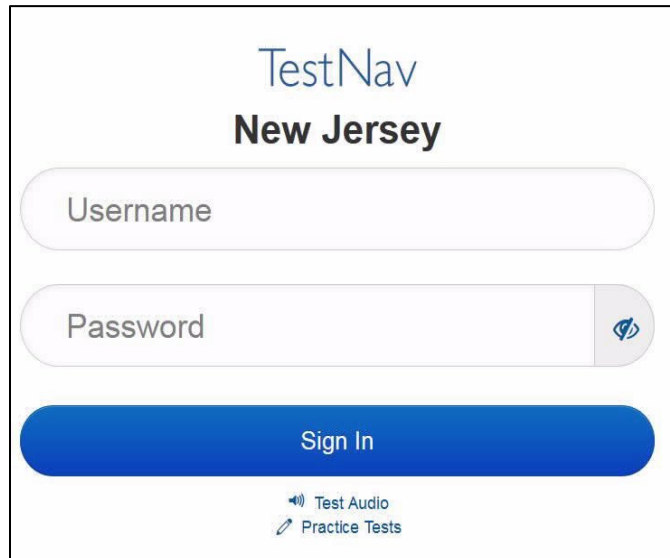 TestNav
New Jersey
Username
Password
Sign In
Test Audio
Practice Tests